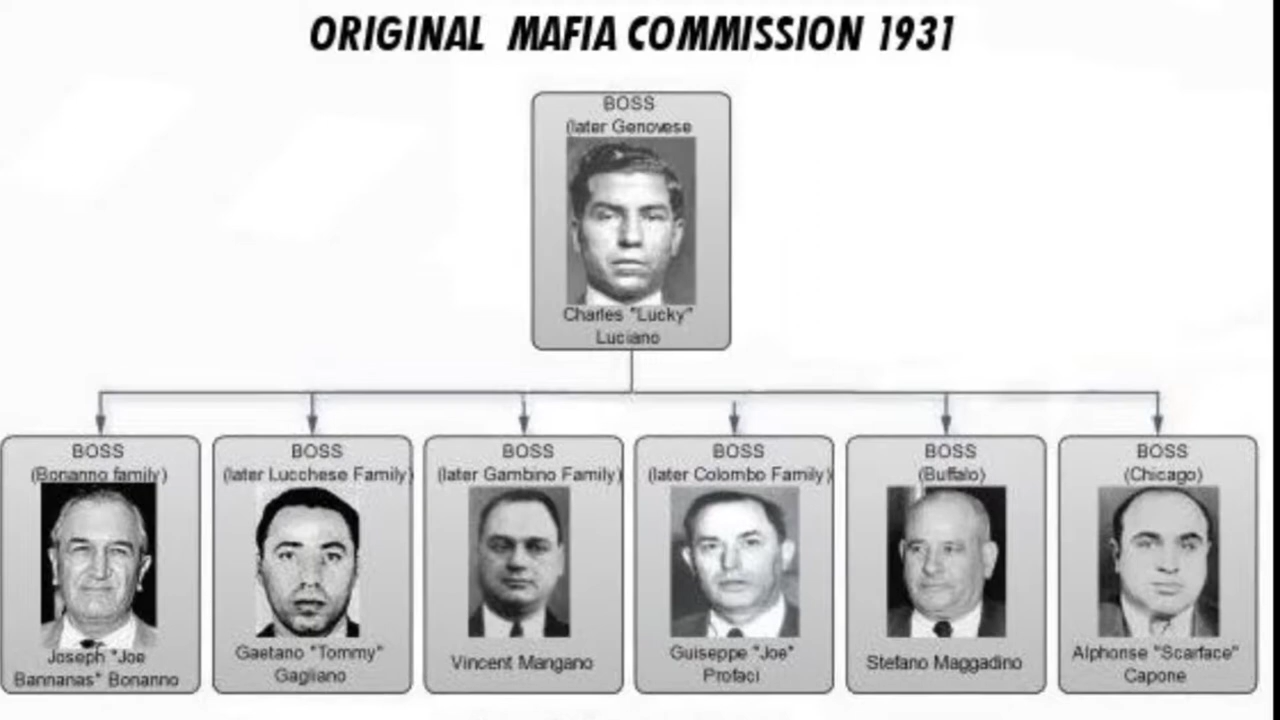 ORIGINAL MAFIA COMMISSION 1931
BOSS
(later Genovese
Charles "Lucky"
Luciano
BOSS
(Bonanno family)
Joseph "Joe
Bannanas" Bonanno
BOSS
(later Lucchese Family)
Gaetano "Tommy"
Gagliano
BOSS
(later Gambino Family)
Vincent Mangano
BOSS
(later Colombo Family)
Guiseppe "Joe"
Profaci
BOSS
(Buffalo)
Stefano Maggadino
BOSS
(Chicago)
Alphonse "Scarface"
Capone